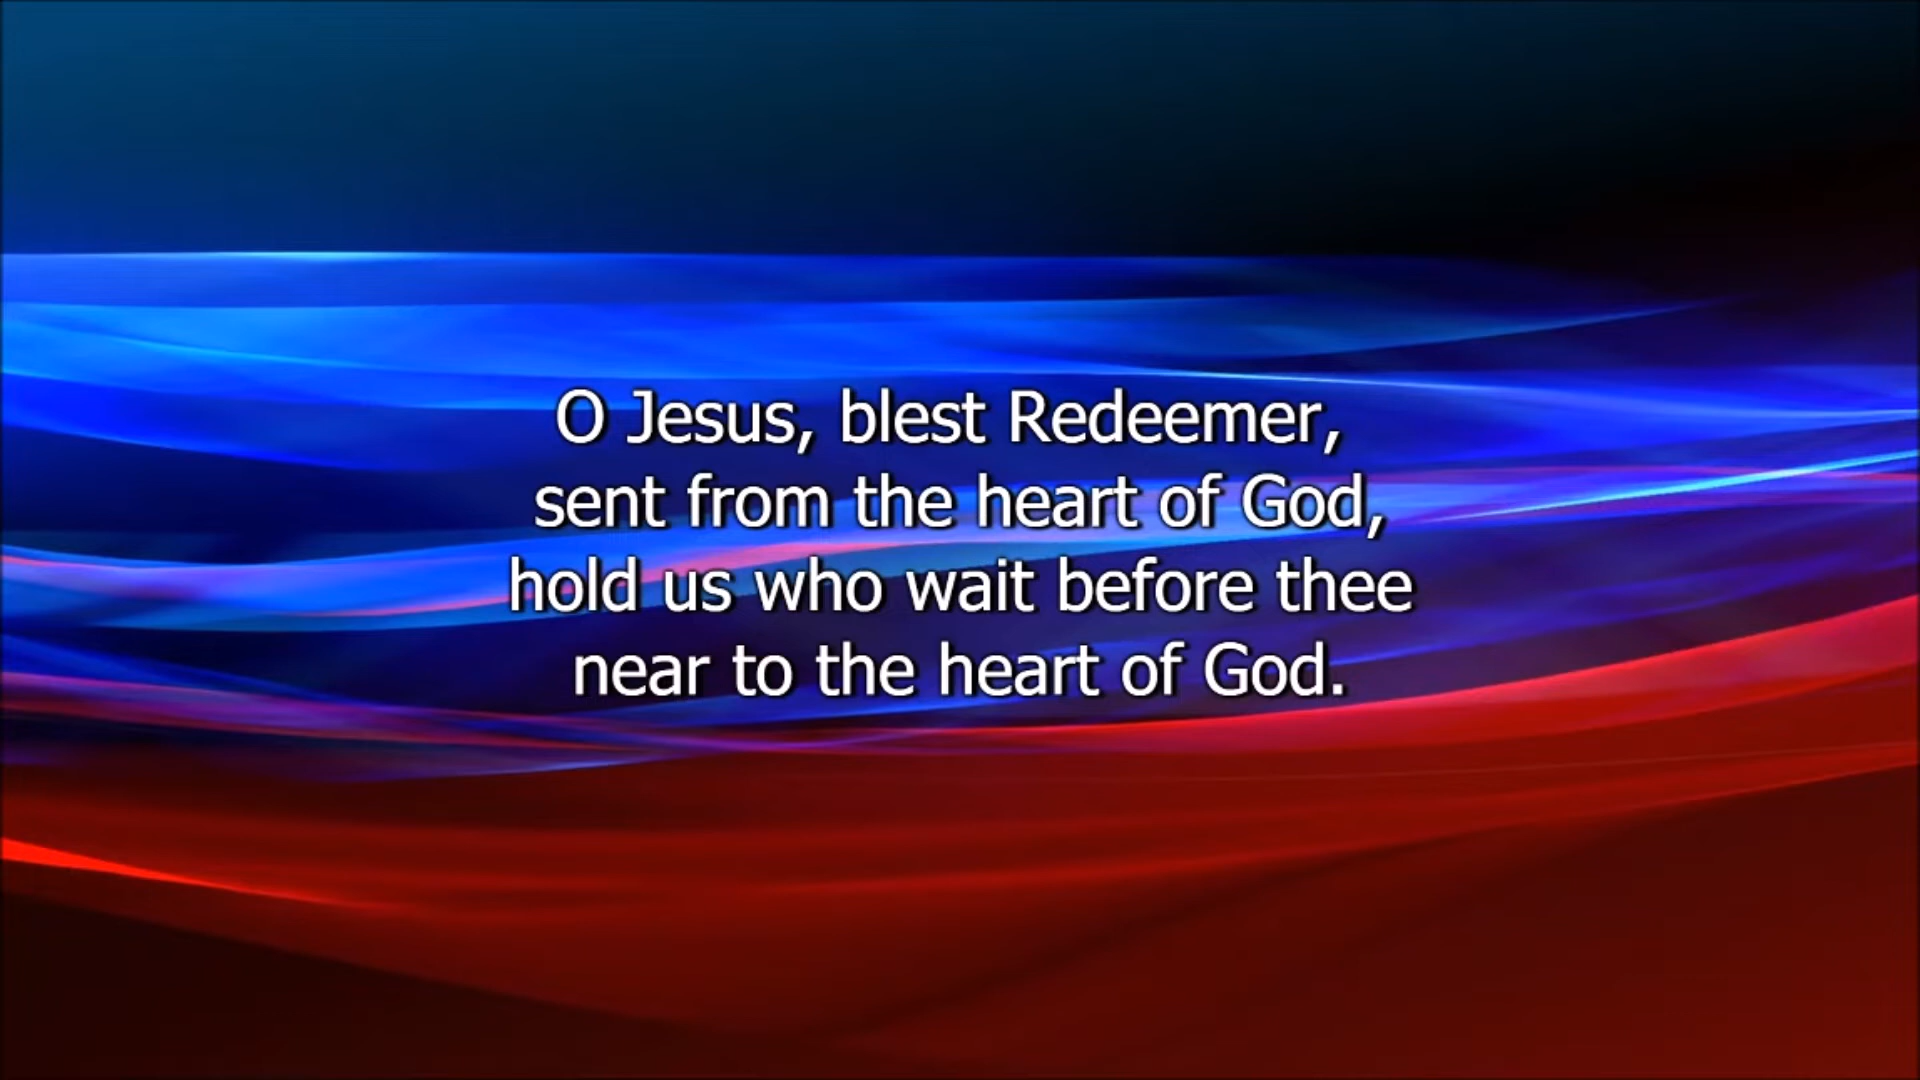 O Jesus, blest Redeemer,
sent from the heart of God,
hold us who wait before thee
near to the heart of God.